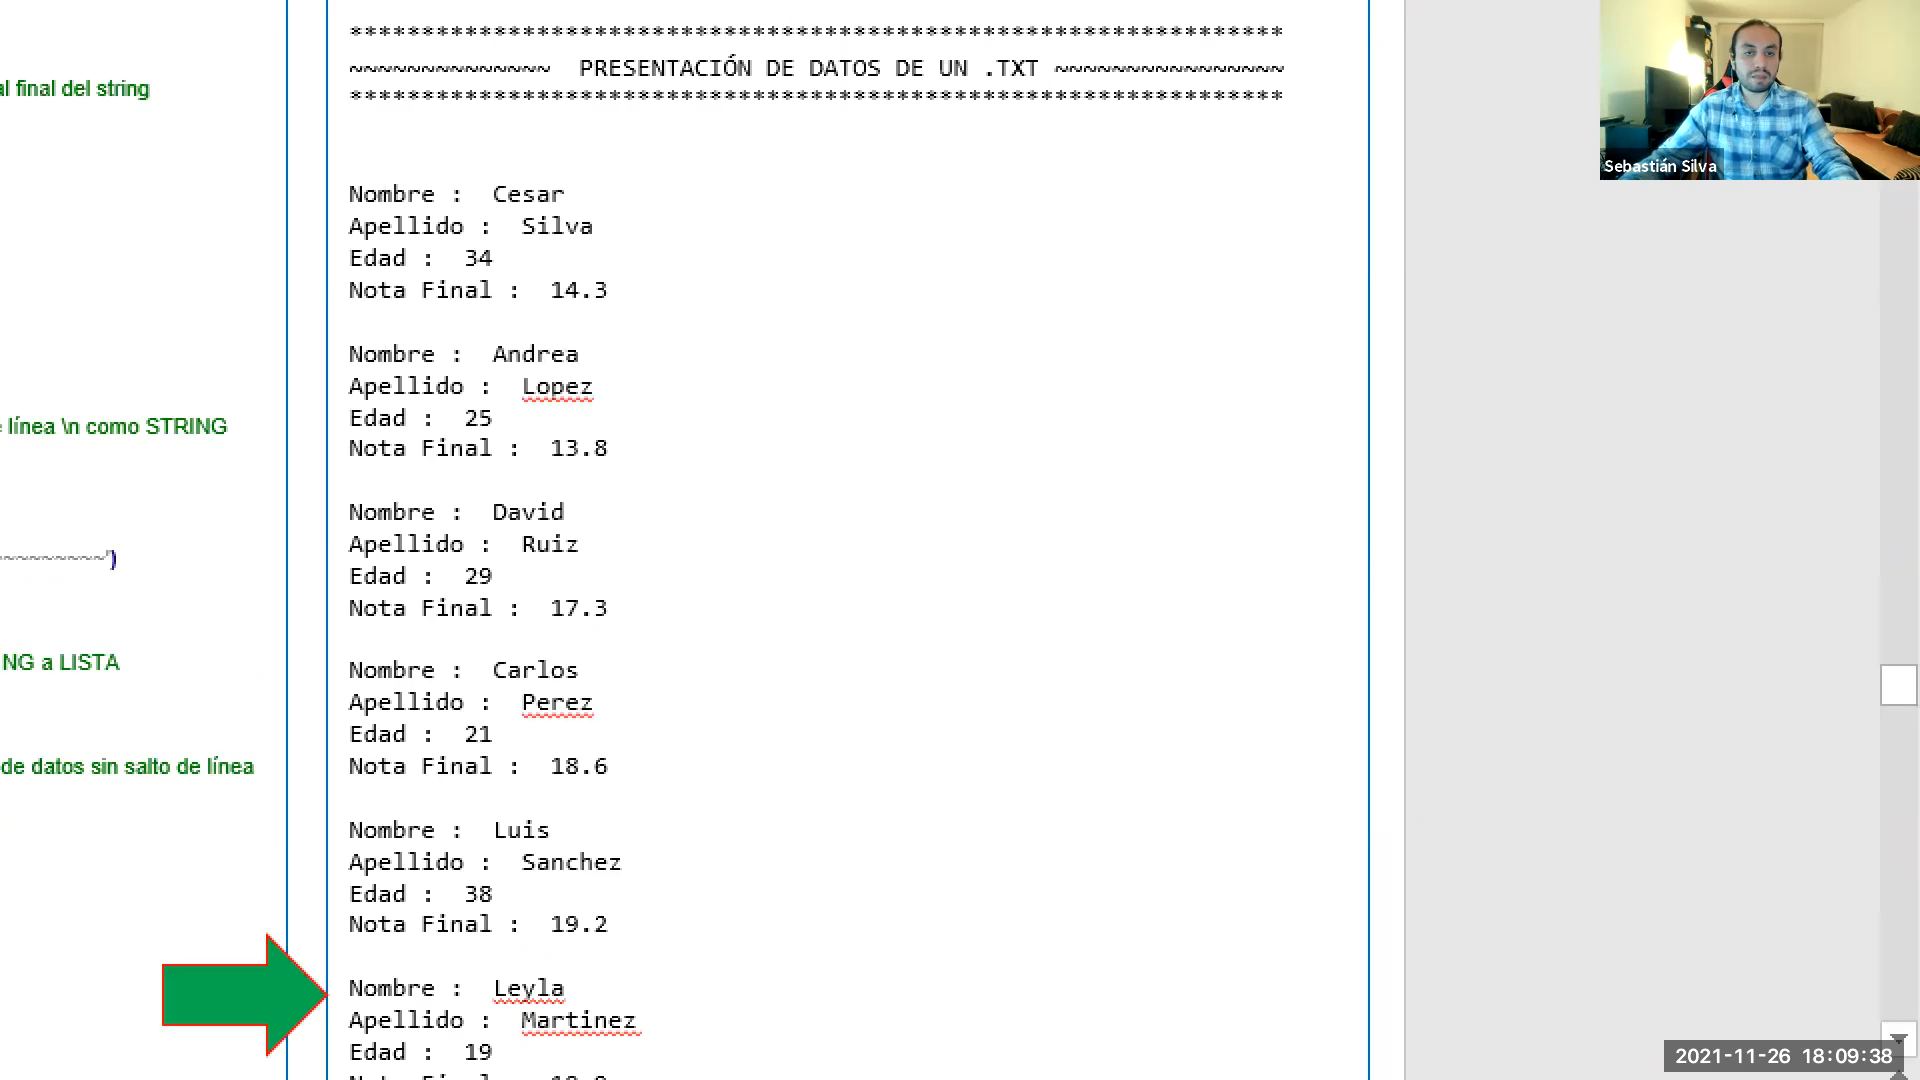 al final del string
línea \n como STRING
~~~~~~~~~')
NG a LISTA
de datos sin salto de línea
*****************************************************************
~~~~~~~~~~~~~~ PRESENTACIÓN DE DATOS DE UN .TXT ~~~~~~~~~~~~~~~~
*****************************************************************
Nombre : Cesar
Apellido : Silva
Edad : 34
Nota Final : 14.3
Nombre : Andrea
Apellido : Lopez
Edad : 25
Nota Final : 13.8
Nombre : David
Apellido : Ruiz
Edad : 29
Nota Final : 17.3
Nombre : Carlos
Apellido : Perez
Edad : 21
Nota Final : 18.6
Nombre : Luis
Apellido : Sanchez
Edad : 38
Nota Final : 19.2
Nombre : Leyla
Apellido : Martinez
Edad : 19
Sebastián Silva
2021-11-26 18:09:38